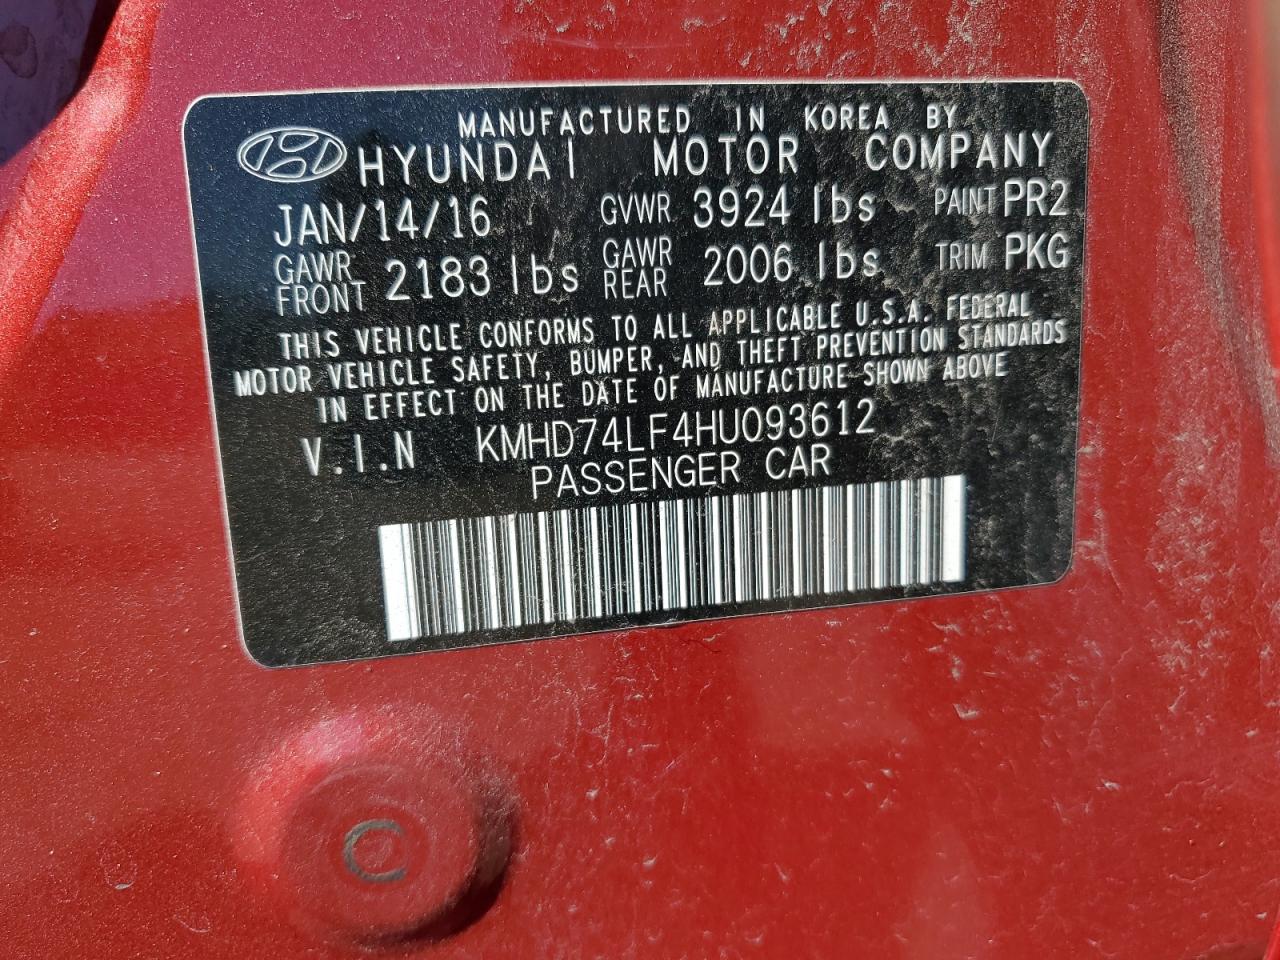 MANUFACTURED IN KOREA BY
HYUNDAI MOTOR COMPANY
JAN/14/16 GVWR 3924 lbs PAINT PR2
GAWR FRONT 2183 lbs GAWR REAR 2006 lbs TRIM PKG
THIS VEHICLE CONFORMS TO ALL APPLICABLE U.S.A. FEDERAL
MOTOR VEHICLE SAFETY, BUMPER, AND THEFT PREVENTION STANDARDS
IN EFFECT ON THE DATE OF MANUFACTURE SHOWN ABOVE
V.I.N KMHD74LF4HU093612
PASSENGER CAR
C